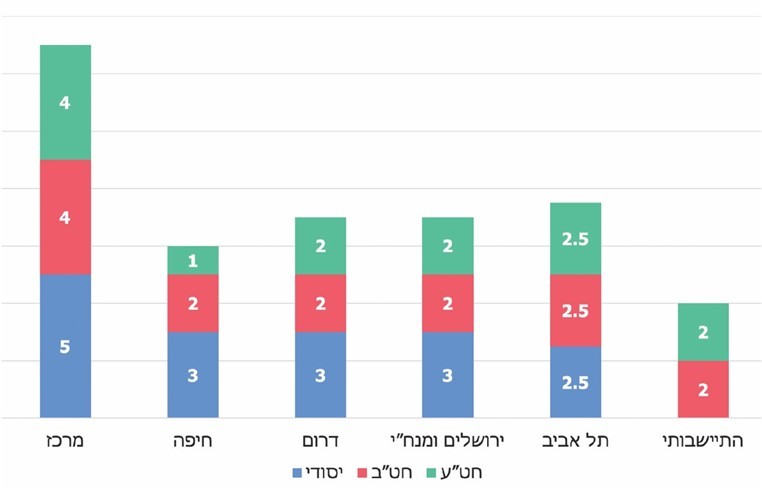 4 4 5
1 2 3
2 2 3
2 2 3
2.5 2.5 2.5
2 2
מרכז
חיפה
דרום
ירושלים ומנח"י
תל אביב
התיישבותי
יסודי חט"ב חט"ע